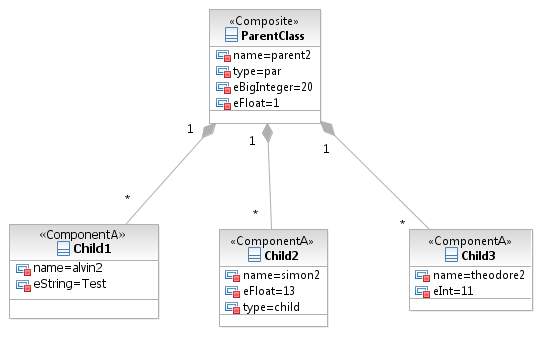 «Composite»
ParentClass
name=parent2
type=par
eBigInteger=20
eFloat=1
1
1
1
*
*
*
«ComponentA»
Child1
name=alvin2
eString=Test
«ComponentA»
Child2
name=simon2
eFloat=13
type=child
«ComponentA»
Child3
name=theodore2
eInt=11